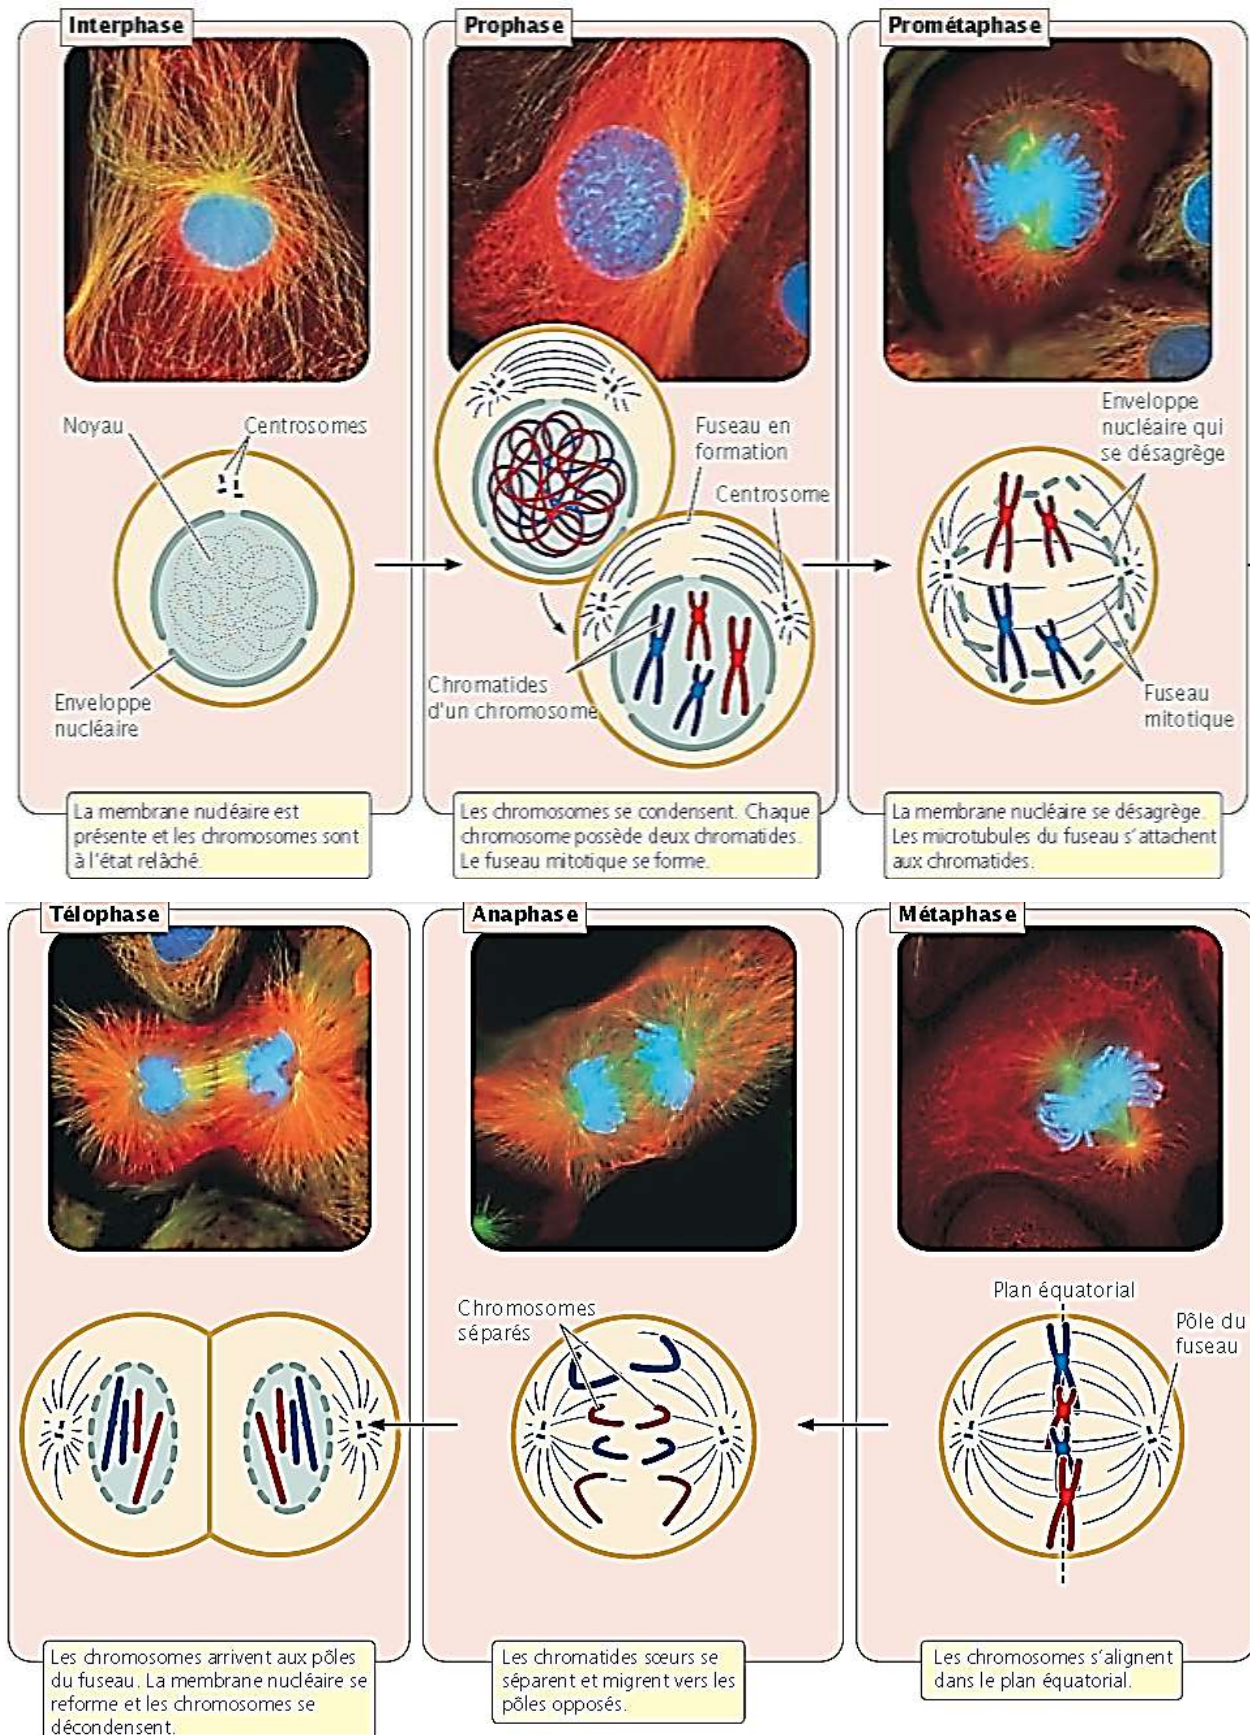 Interphase
Noyau
Centrosomes
Enveloppe
nucléaire
La membrane nucléaire est
présente et les chromosomes sont
à l'état relâché.
Prophase
Fuseau en
formation
Centrosome
Chromatides
d'un chromosome
Les chromosomes se condensent. Chaque
chromosome possède deux chromatides.
Le fuseau mitotique se forme.
Prométaphase
Enveloppe
nucléaire qui
se désagrège
Fuseau
mitotique
La membrane nucléaire se désagrège.
Les microtubules du fuseau s'attachent
aux chromatides.
Télophase
Les chromosomes arrivent aux pôles
du fuseau. La membrane nucléaire se
reforme et les chromosomes se
décondensent.
Anaphase
Chromosomes
séparés
Les chromatides sœurs se
séparent et migrent vers les
pôles opposés.
Métaphase
Plan équatorial
Pôle du
fuseau
Les chromosomes s'alignent
dans le plan équatorial.